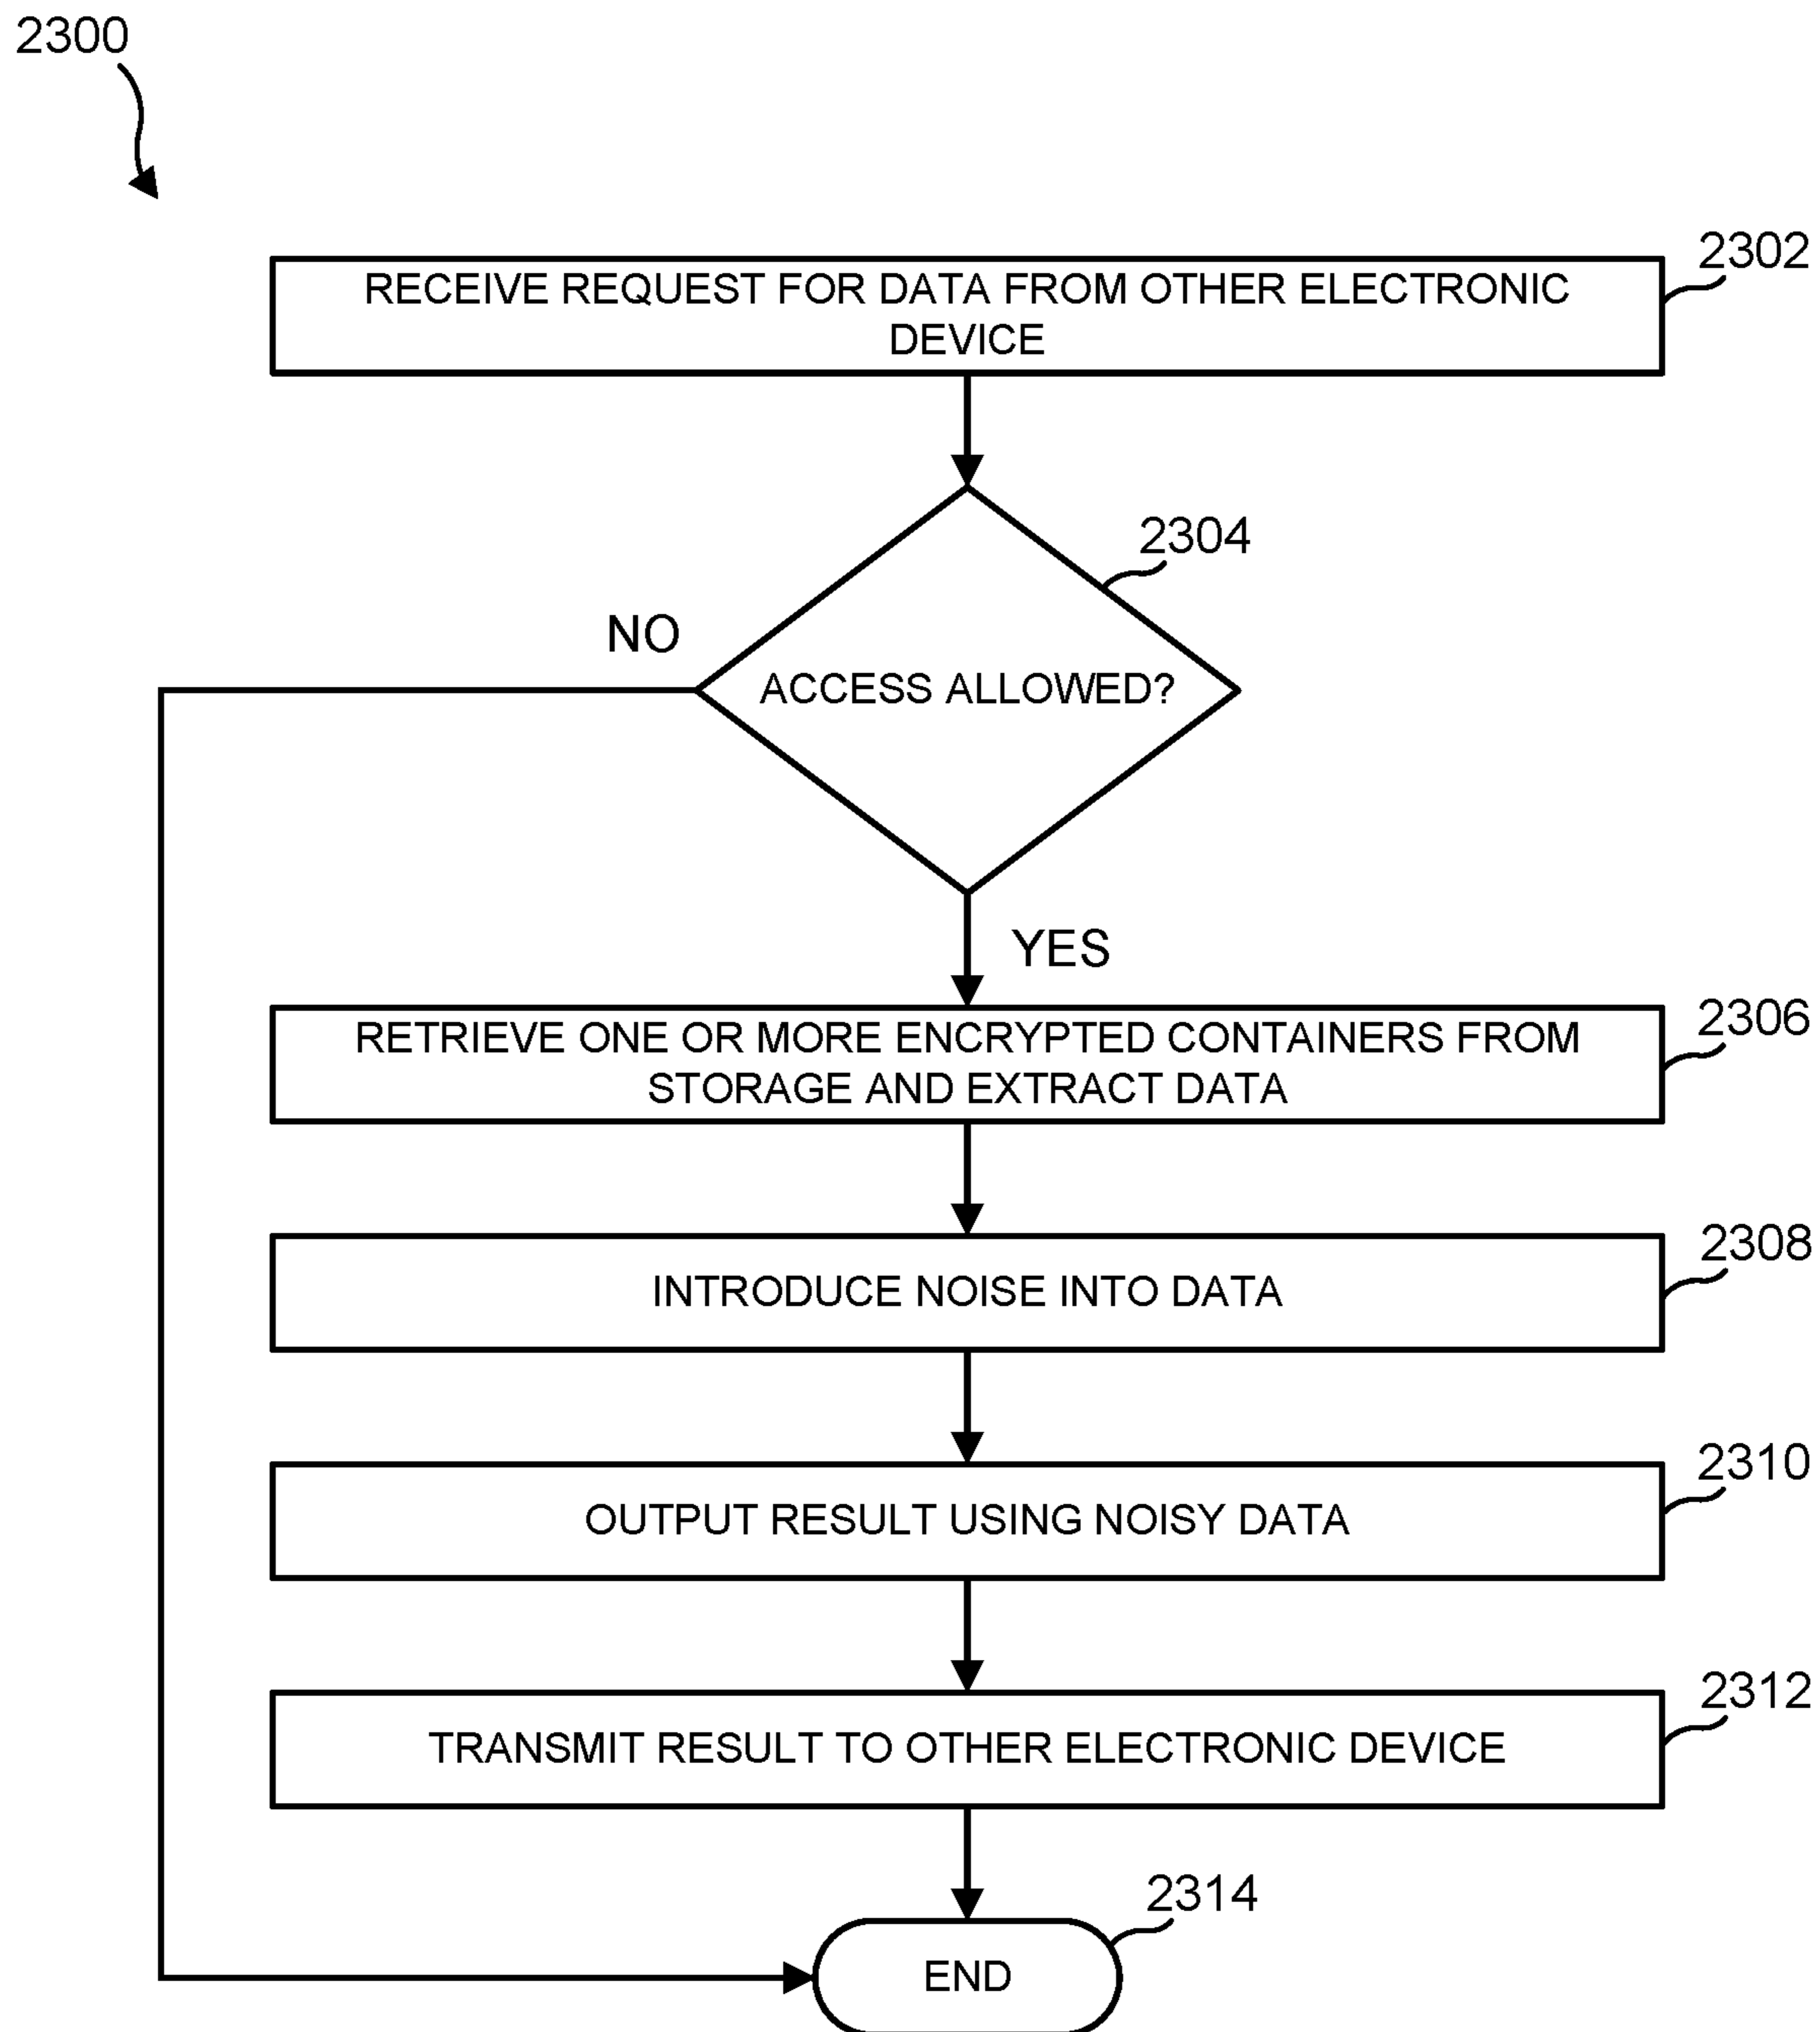 2300
RECEIVE REQUEST FOR DATA FROM OTHER ELECTRONIC
DEVICE
2302
2304
NO
ACCESS ALLOWED?
YES
RETRIEVE ONE OR MORE ENCRYPTED CONTAINERS FROM
STORAGE AND EXTRACT DATA
2306
INTRODUCE NOISE INTO DATA
2308
OUTPUT RESULT USING NOISY DATA
2310
TRANSMIT RESULT TO OTHER ELECTRONIC DEVICE
2312
2314
END